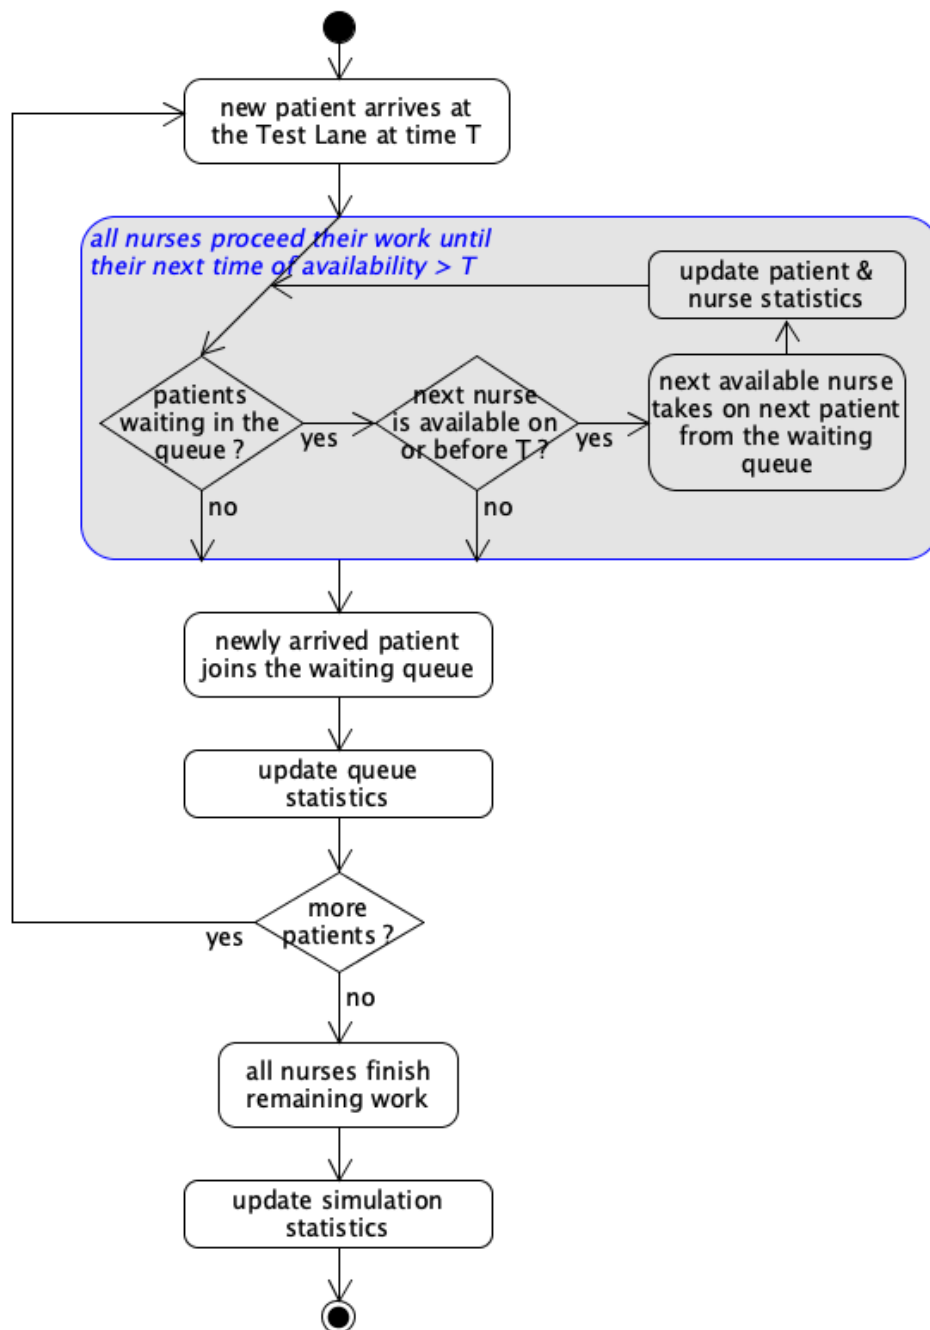 new patient arrives at
the Test Lane at time T
all nurses proceed their work until
their next time of availability > T
update patient &
nurse statistics
patients
waiting in the
queue ?
yes
no
next nurse
is available on
or before T ?
yes
no
next available nurse
takes on next patient
from the waiting
queue
newly arrived patient
joins the waiting queue
update queue
statistics
more
patients ?
yes
no
all nurses finish
remaining work
update simulation
statistics